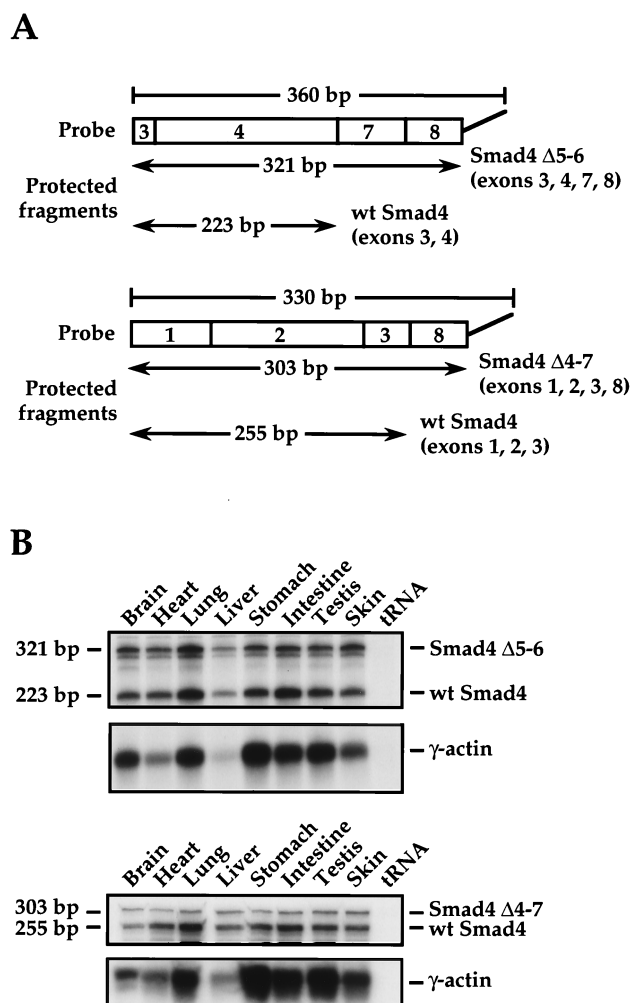 A
360 bp
Probe 3 4 7 8
321 bp
Smad4 Δ5-6
(exons 3, 4, 7, 8)
Protected
fragments
223 bp
wt Smad4
(exons 3, 4)
330 bp
Probe 1 2 3 8
303 bp
Smad4 Δ4-7
(exons 1, 2, 3, 8)
Protected
fragments
255 bp
wt Smad4
(exons 1, 2, 3)
B
Brain Heart Lung Liver Stomach Intestine Testis Skin tRNA
321 bp Smad4 Δ5-6
223 bp wt Smad4
γ-actin
Brain Heart Lung Liver Stomach Intestine Testis Skin tRNA
303 bp Smad4 Δ4-7
255 bp wt Smad4
γ-actin